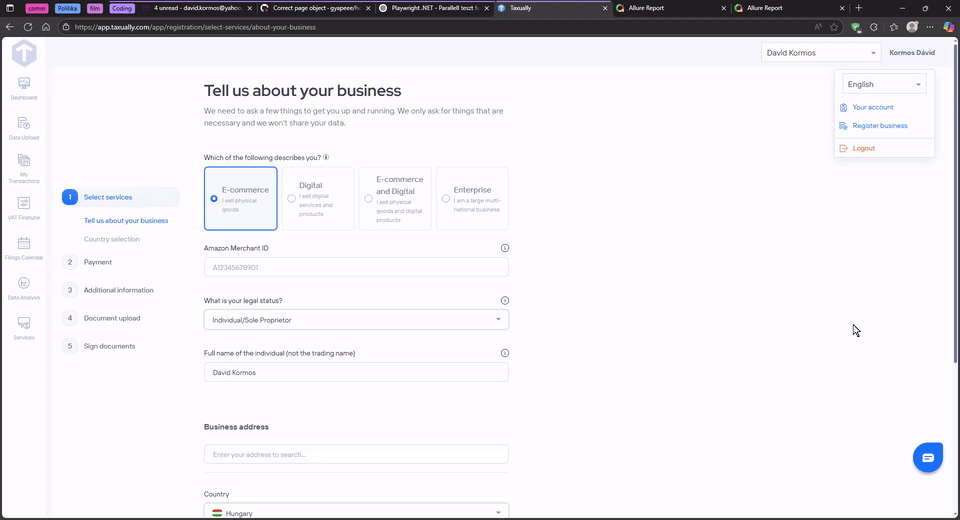 comm
Politika
film
Coding
4 unread - david.kormos@yahoo
Correct page object - gyapeee/h
Playwright .NET - Parallell teszt f
Taxually
Allure Report
Allure Report
https://app.taxually.com/app/registration/select-services/about-your-business
David Kormos
Kormos Dávid
English
Your account
Register business
Logout
Dashboard
Data Upload
My
Transactions
VAT Finetune
Filings Calendar
Data Analysis
Services
1 Select services
Tell us about your business
Country selection
2 Payment
3 Additional information
4 Document upload
5 Sign documents
Tell us about your business
We need to ask a few things to get you up and running. We only ask for things that are
necessary and we won't share your data.
Which of the following describes you?
E-commerce
I sell physical
goods
Digital
I sell digital
services and
products
E-commerce
and Digital
I sell physical
goods and digital
products
Enterprise
I am a large multi-
national business
Amazon Merchant ID
A12345678901
What is your legal status?
Individual/Sole Proprietor
Full name of the individual (not the trading name)
David Kormos
Business address
Enter your address to search...
Country
Hungary